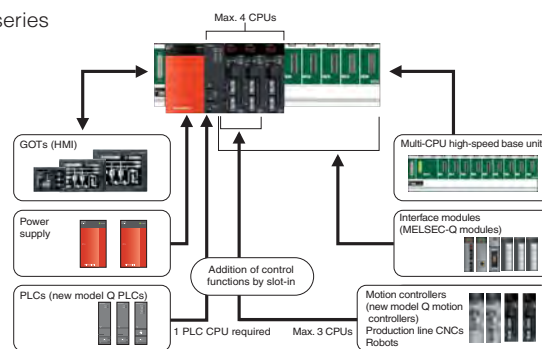 series
Max. 4 CPUs
GOTs (HMI)
Multi-CPU high-speed base unit
Power
supply
Interface modules
(MELSEC-Q modules)
Addition of control
functions by slot-in
PLCs (new model Q PLCs)
1 PLC CPU required
Max. 3 CPUs
Motion controllers
(new model Q motion
controllers)
Production line CNCs
Robots